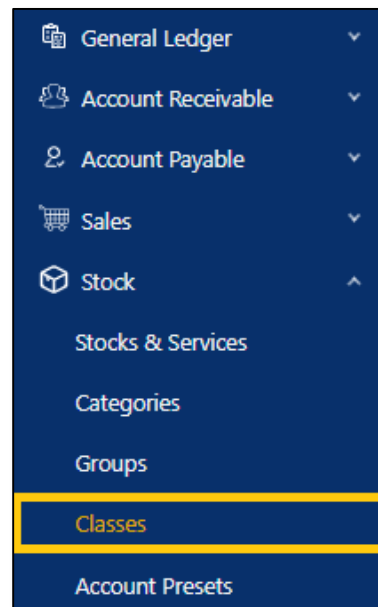 General Ledger
Account Receivable
Account Payable
Sales
Stock
Stocks & Services
Categories
Groups
Classes
Account Presets